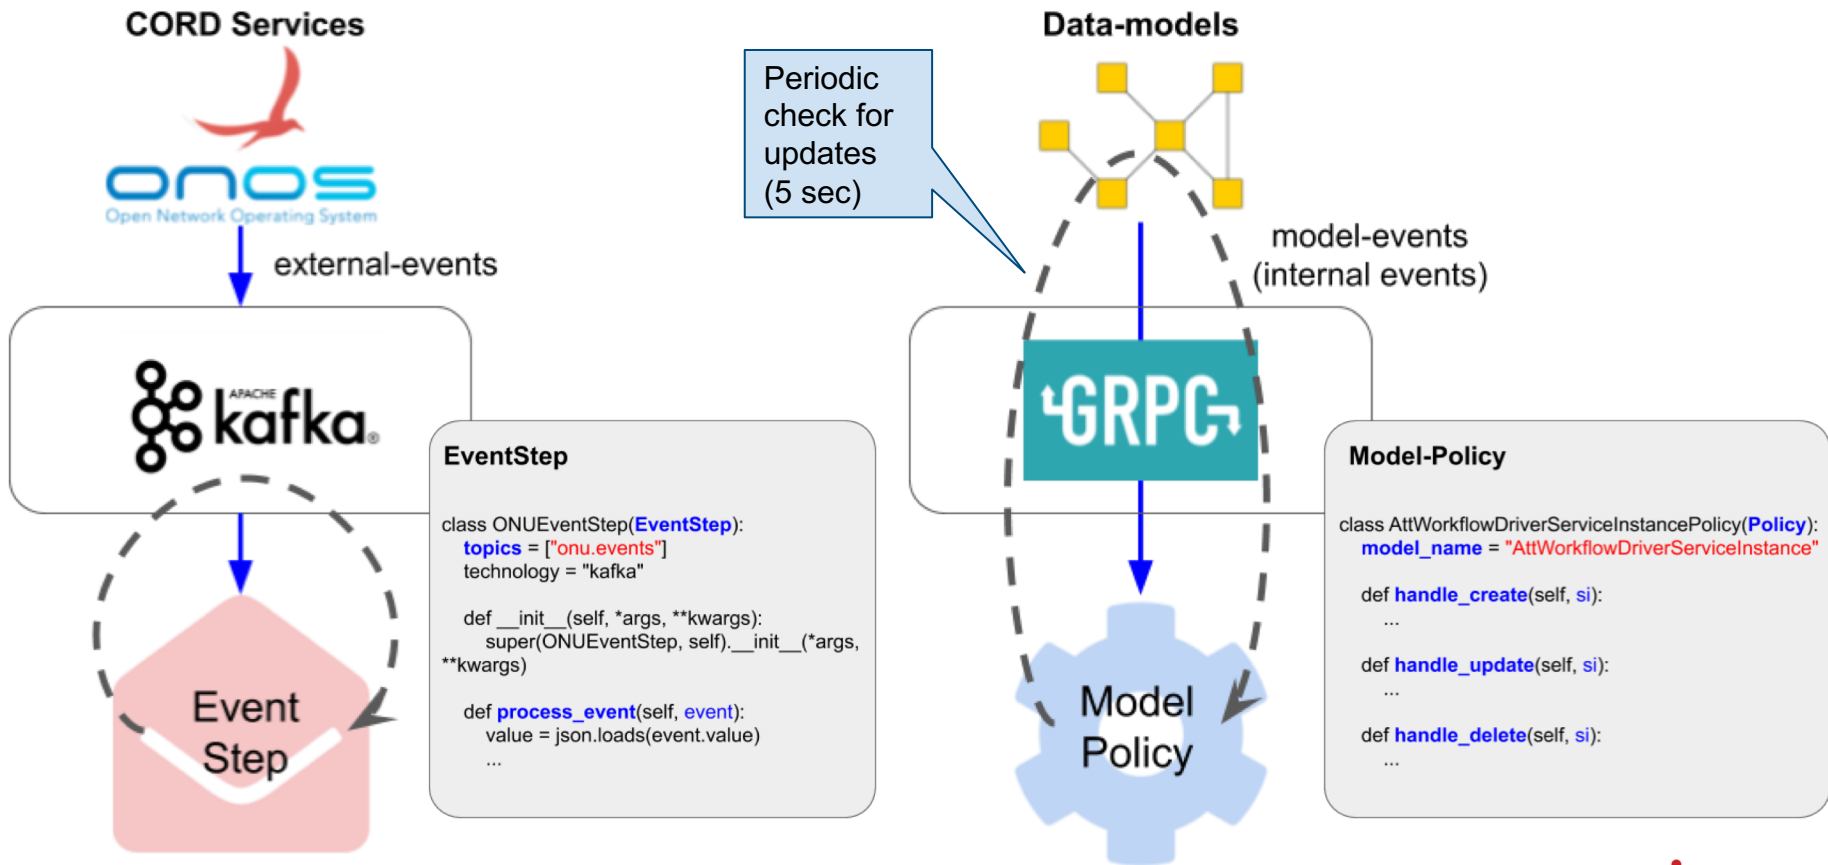 CORD Services
onos
Open Network Operating System
external-events
APACHE
kafka®
Event
Step
EventStep
class ONUEventStep(EventStep):
topics = ["onu.events"]
technology = "kafka"
def __init__(self, *args, **kwargs):
super(ONUEventStep, self).__init__(*args,
**kwargs)
def process_event(self, event):
value = json.loads(event.value)
...
Data-models
Periodic
check for
updates
(5 sec)
model-events
(internal events)
GRPC
Model
Policy
Model-Policy
class AttWorkflowDriverServiceInstancePolicy(Policy):
model_name = "AttWorkflowDriverServiceInstance"
def handle_create(self, si):
...
def handle_update(self, si):
...
def handle_delete(self, si):
...